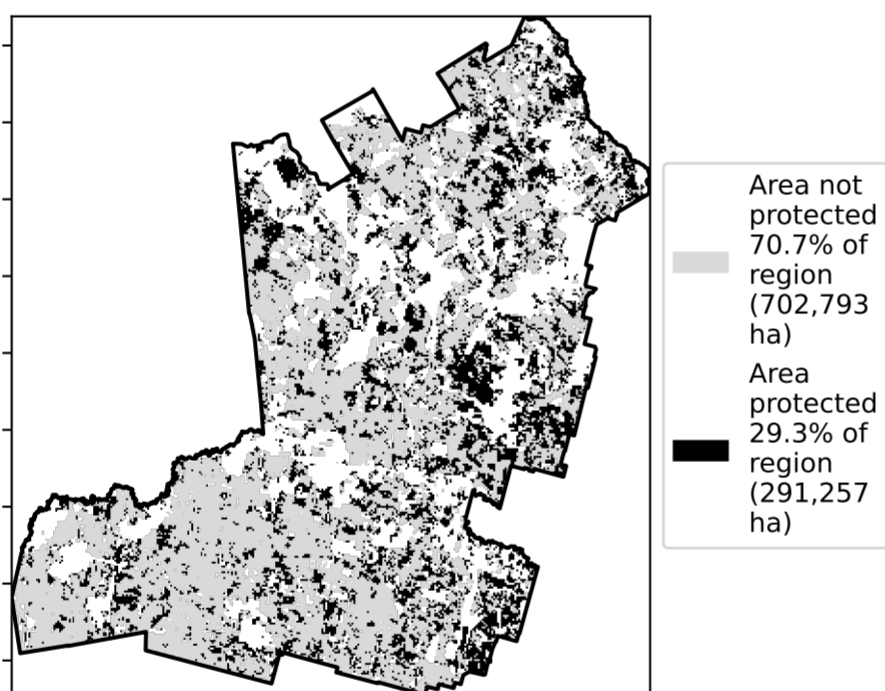 Area not
protected
70.7% of
region
(702,793
ha)
Area
protected
29.3% of
region
(291,257
ha)